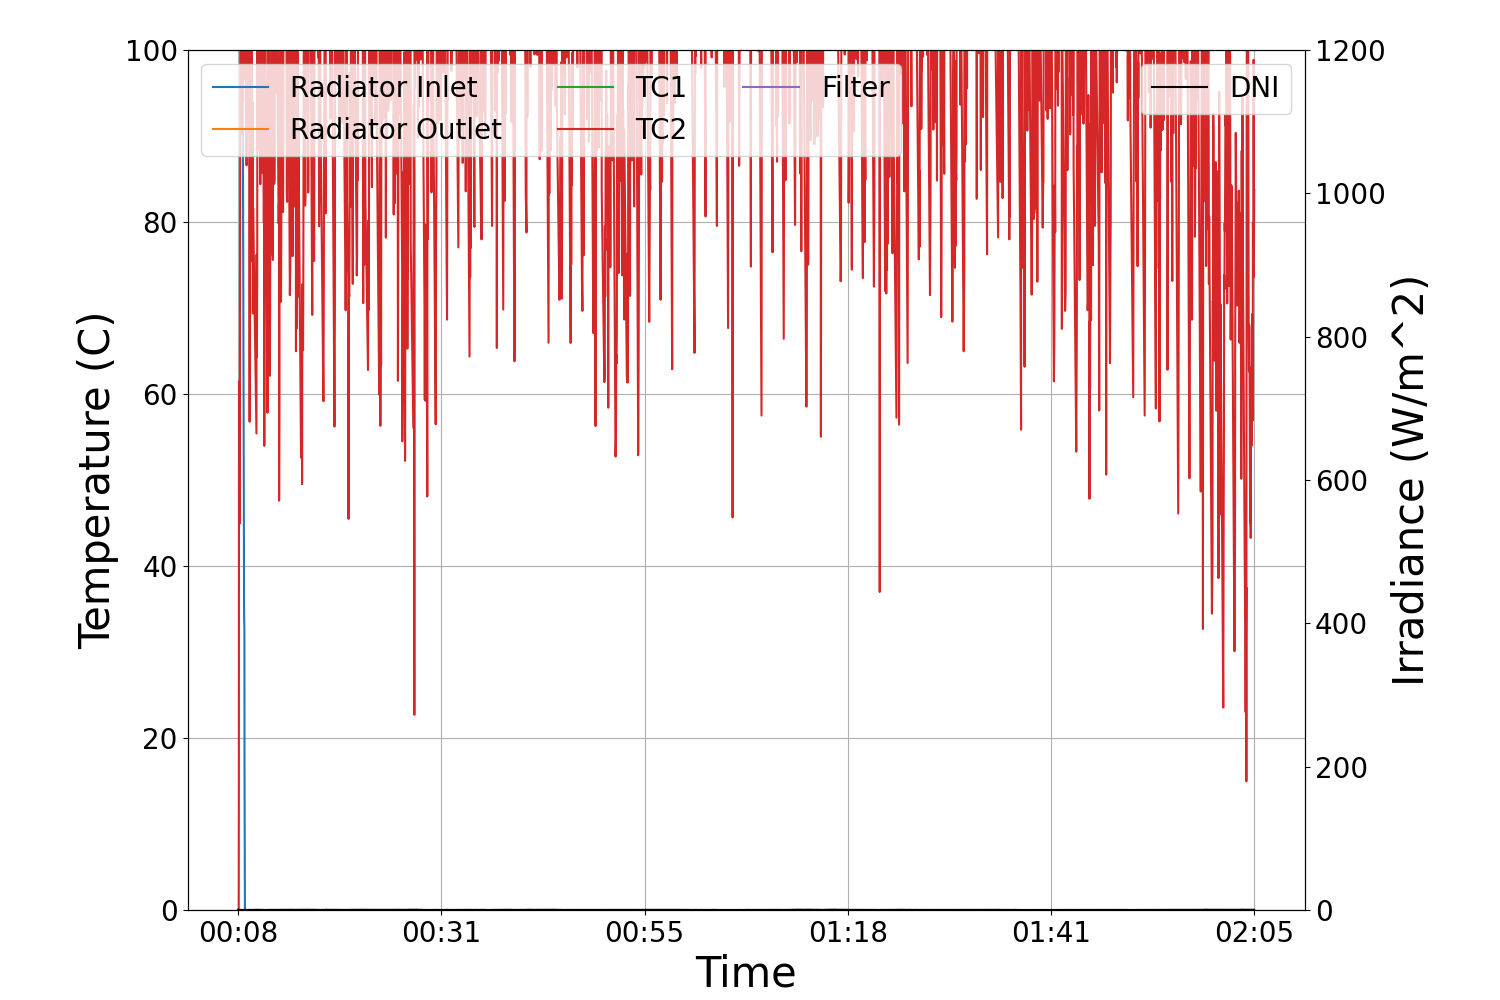 100
80
60
40
20
0
Temperature (C)
Radiator Inlet
Radiator Outlet
TC1
TC2
Filter
DNI
1200
1000
800
600
400
200
0
Irradiance (W/m^2)
00:08 00:31 00:55 01:18 01:41 02:05
Time